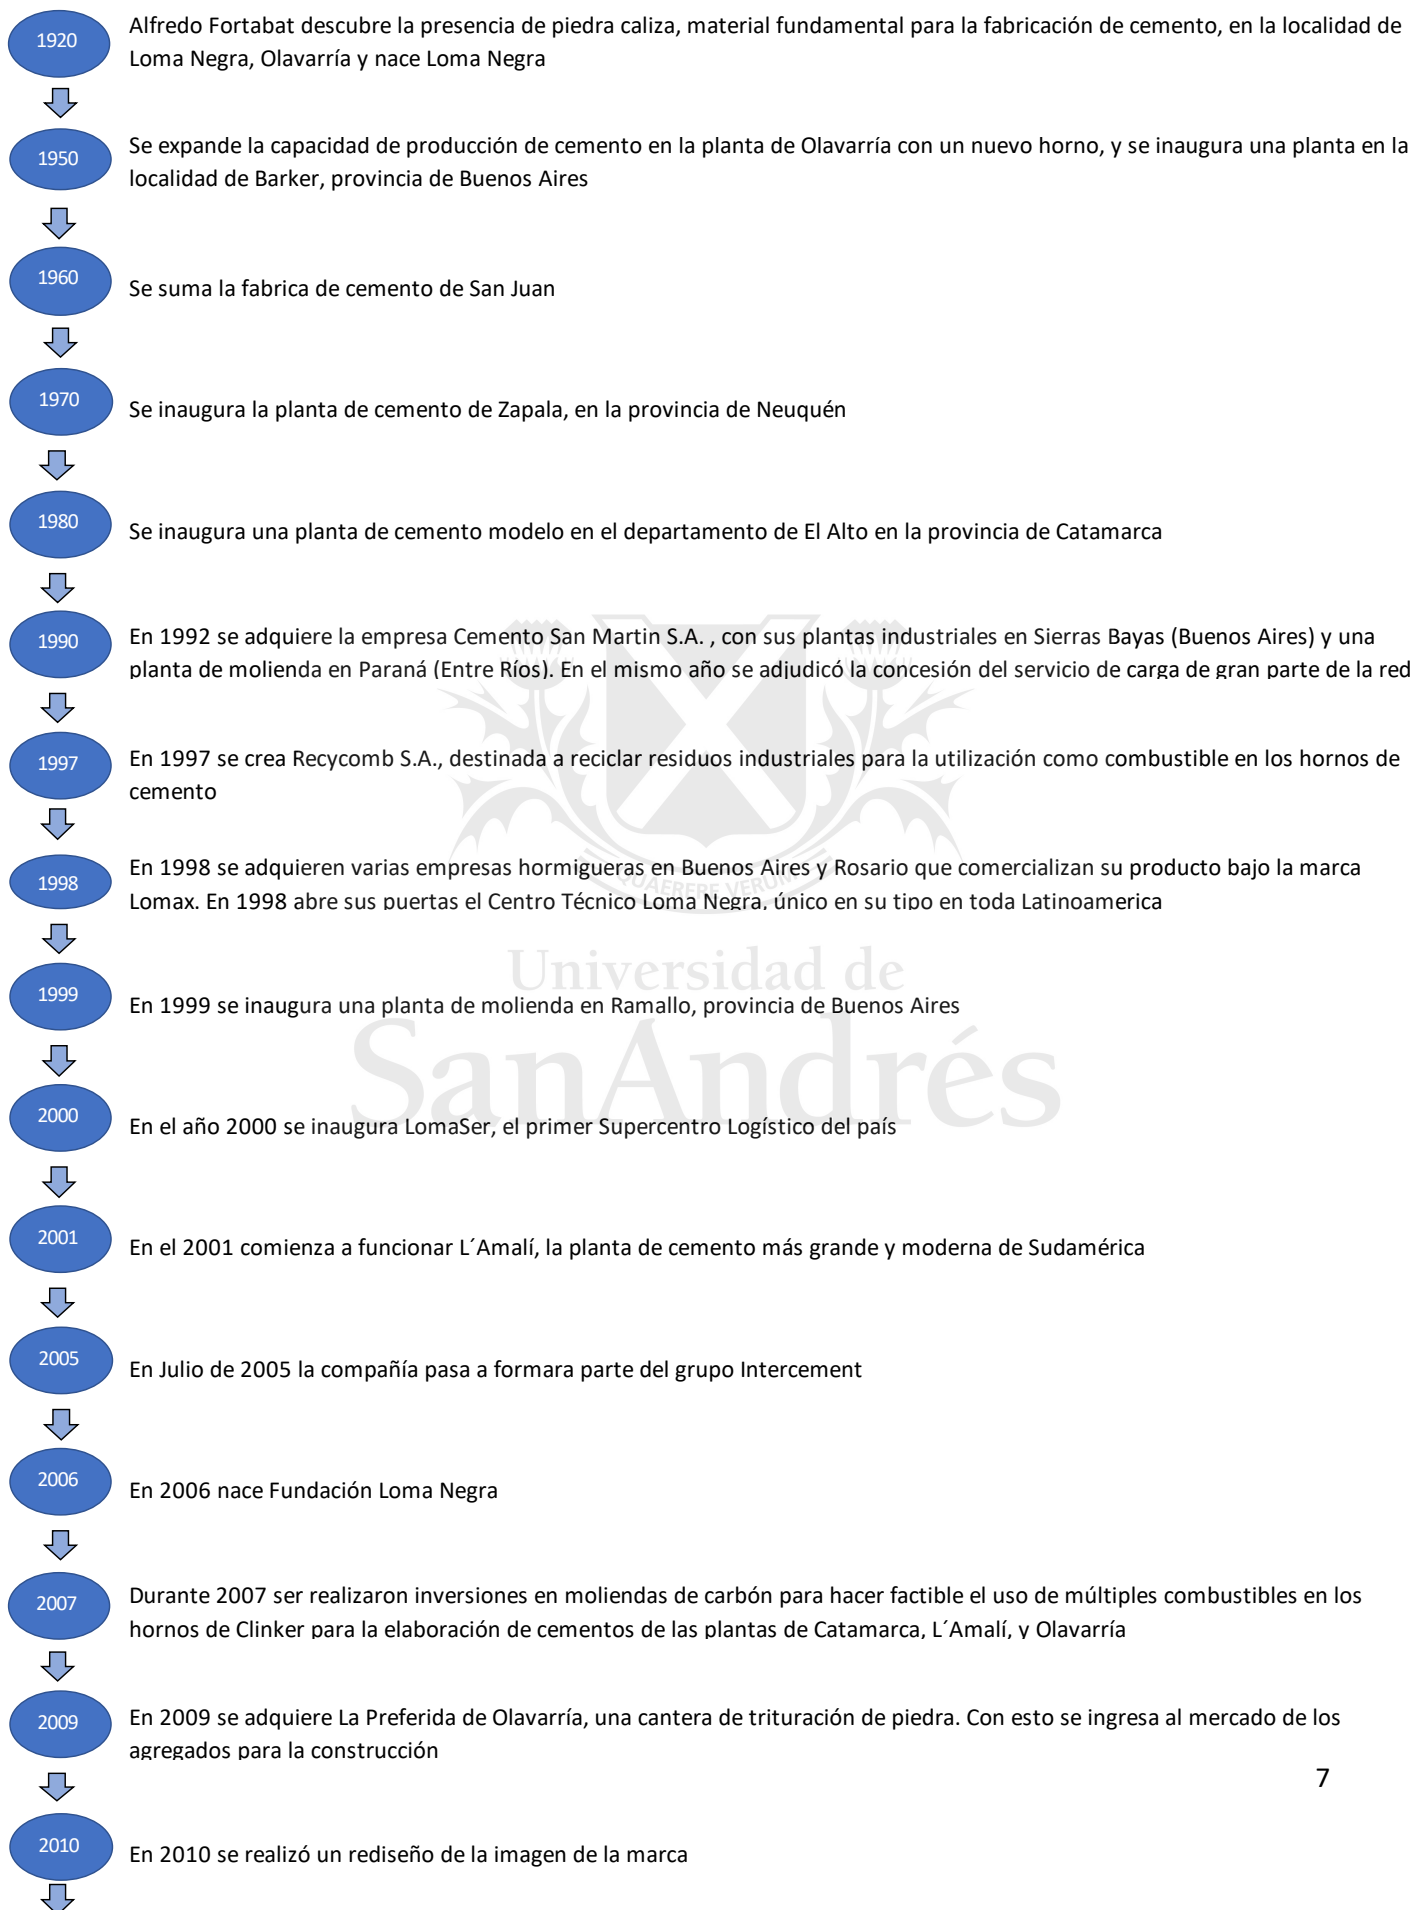 1920
Alfredo Fortabat descubre la presencia de piedra caliza, material fundamental para la fabricación de cemento, en la localidad de
Loma Negra, Olavarría y nace Loma Negra
1950
Se expande la capacidad de producción de cemento en la planta de Olavarría con un nuevo horno, y se inaugura una planta en la
localidad de Barker, provincia de Buenos Aires
1960
Se suma la fabrica de cemento de San Juan
1970
Se inaugura la planta de cemento de Zapala, en la provincia de Neuquén
1980
Se inaugura una planta de cemento modelo en el departamento de El Alto en la provincia de Catamarca
1990
En 1992 se adquiere la empresa Cemento San Martin S.A. , con sus plantas industriales en Sierras Bayas (Buenos Aires) y una
planta de molienda en Paraná (Entre Ríos). En el mismo año se adjudicó la concesión del servicio de carga de gran parte de la red
1997
En 1997 se crea Recycomb S.A., destinada a reciclar residuos industriales para la utilización como combustible en los hornos de
cemento
1998
En 1998 se adquieren varias empresas hormigueras en Buenos Aires y Rosario que comercializan su producto bajo la marca
Lomax. En 1998 abre sus puertas el Centro Técnico Loma Negra, único en su tipo en toda Latinoamerica
QUAERERE VERUM
Universidad de
SanAndrés
1999
En 1999 se inaugura una planta de molienda en Ramallo, provincia de Buenos Aires
2000
En el año 2000 se inaugura LomaSer, el primer Supercentro Logístico del país
2001
En el 2001 comienza a funcionar L´Amalí, la planta de cemento más grande y moderna de Sudamérica
2005
En Julio de 2005 la compañía pasa a formara parte del grupo Intercement
2006
En 2006 nace Fundación Loma Negra
2007
Durante 2007 ser realizaron inversiones en moliendas de carbón para hacer factible el uso de múltiples combustibles en los
hornos de Clinker para la elaboración de cementos de las plantas de Catamarca, L´Amalí, y Olavarría
2009
En 2009 se adquiere La Preferida de Olavarría, una cantera de trituración de piedra. Con esto se ingresa al mercado de los
agregados para la construcción
7
2010
En 2010 se realizó un rediseño de la imagen de la marca